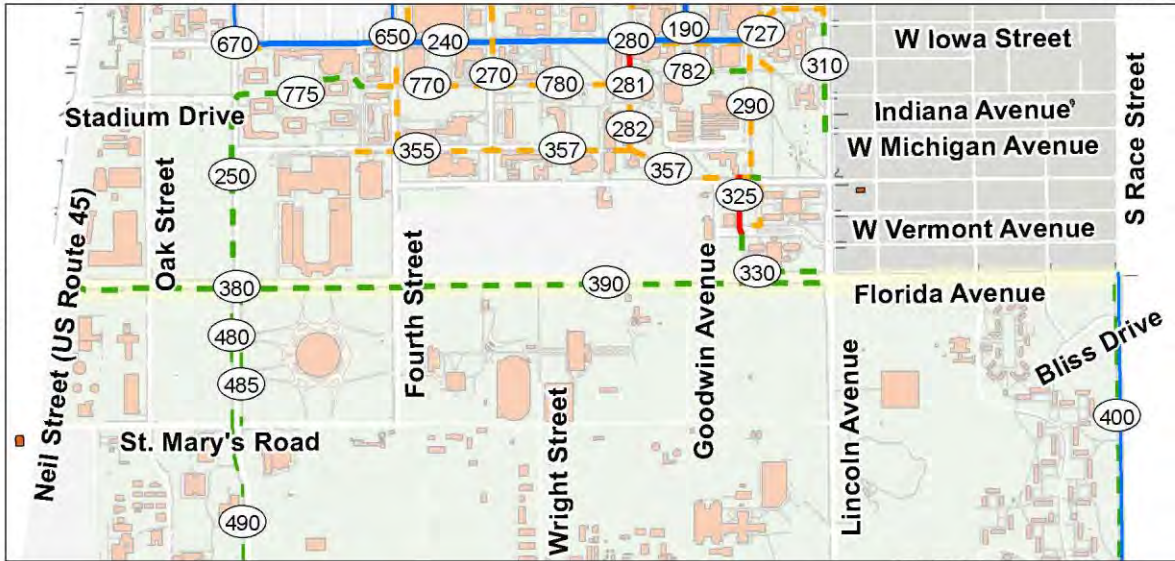 670
650
240
280
190
727
W Iowa Street
270
310
775
770
780
281
782
Stadium Drive
290
Indiana Avenue
282
355
357
W Michigan Avenue
357
250
325
S Race Street
Oak Street
W Vermont Avenue
Neil Street (US Route 45)
Fourth Street
Goodwin Avenue
330
380
390
Florida Avenue
480
Bliss Drive
485
400
St. Mary's Road
Wright Street
Lincoln Avenue
490